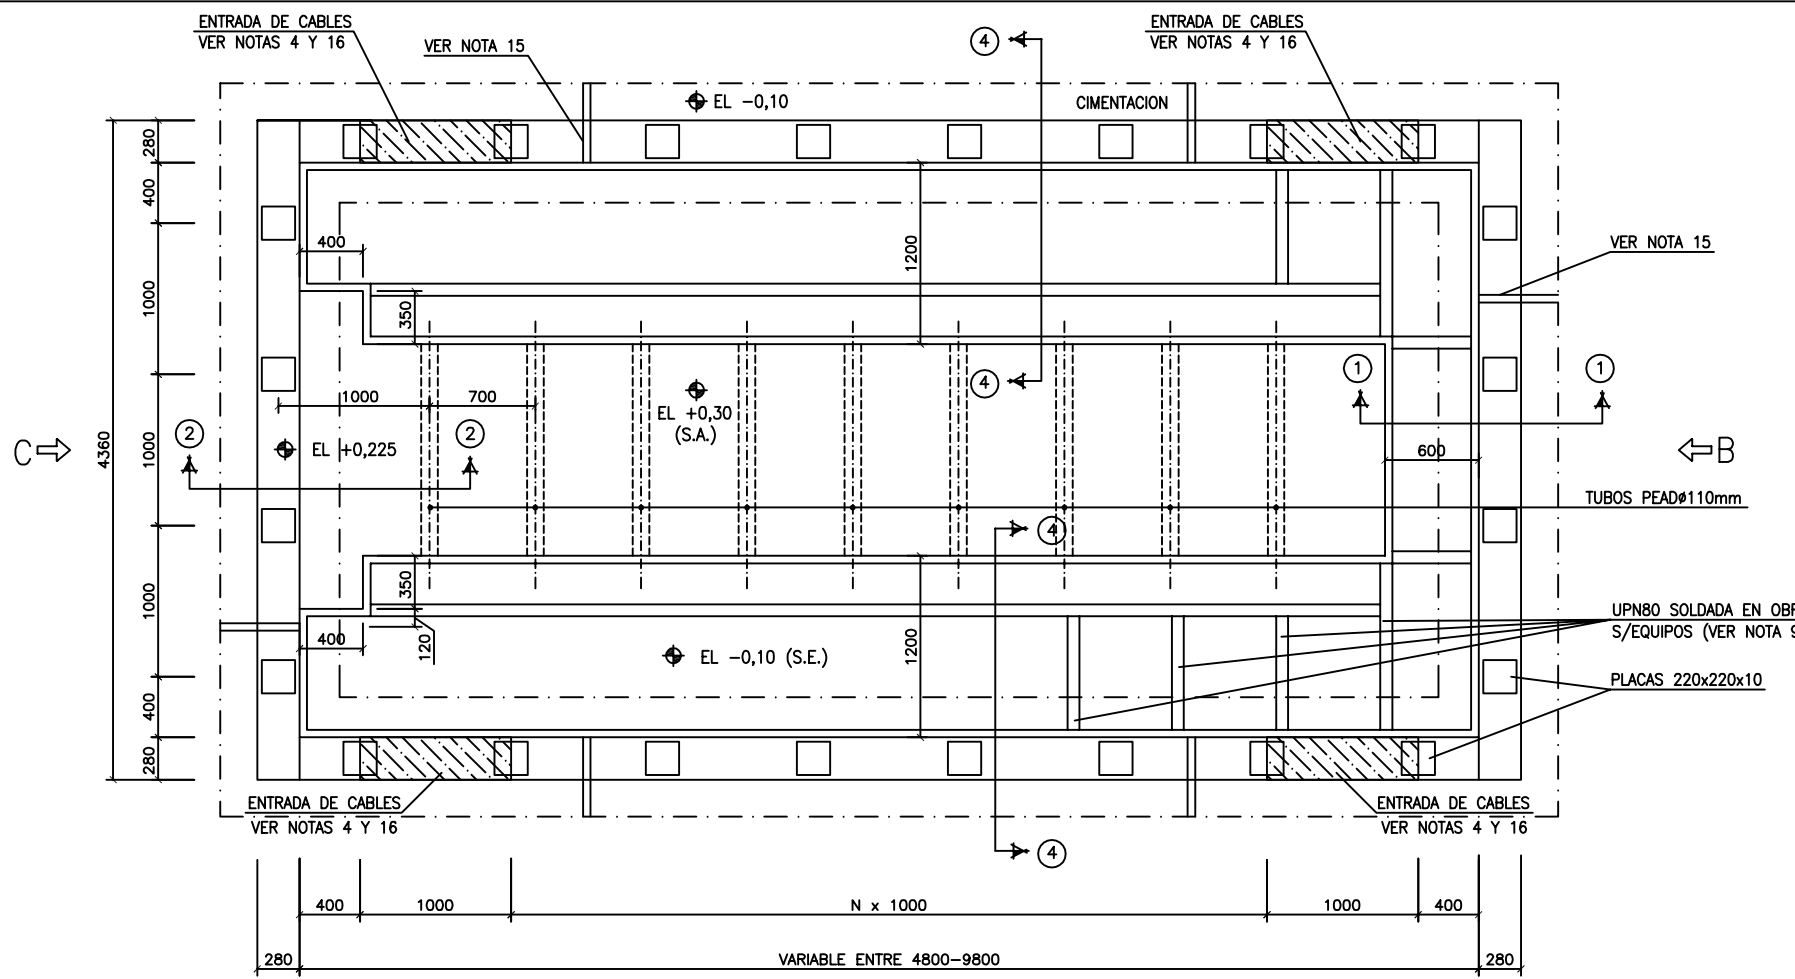 ENTRADA DE CABLES
VER NOTAS 4 Y 16
VER NOTA 15
4
ENTRADA DE CABLES
VER NOTAS 4 Y 16
EL -0,10
CIMENTACION
280
400
1000
1000
1000
400
280
4360
400
350
1200
VER NOTA 15
4
1
1
1000
700
EL +0,30
(S.A.)
2
2
EL +0,225
C
B
600
TUBOS PEADø110mm
4
350
400
120
1200
EL -0,10 (S.E.)
UPN80 SOLDADA EN
S/EQUIPOS (VER NOTA
PLACAS 220x220x10
ENTRADA DE CABLES
VER NOTAS 4 Y 16
ENTRADA DE CABLES
VER NOTAS 4 Y 16
4
400
1000
N x 1000
1000
400
280
VARIABLE ENTRE 4800-9800
280